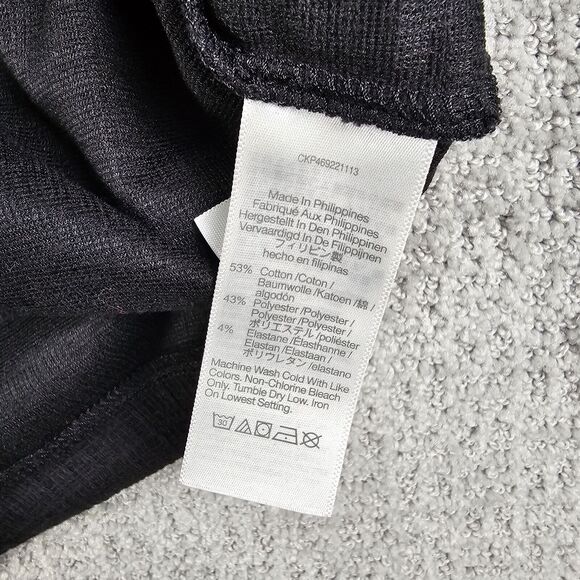 CKP469221113
Made In Philippines
Fabriqué Aux Philippines
Hergestellt In Den Philippinen
Vervaardigd In De Filippijnen
フィリピン製
hecho en filipinas
53% Cotton /Coton /
Baumwolle /Katoen /綿 /
algodón
43% Polyester /Polyester /
Polyester /Polyester /
ポリエステル /poliéster
4% Elastane /Élasthanne /
Elastan /Elastaan /
ポリウレタン /elastano
Machine Wash Cold With Like
Colors. Non-Chlorine Bleach
Only. Tumble Dry Low. Iron
On Lowest Setting.
30